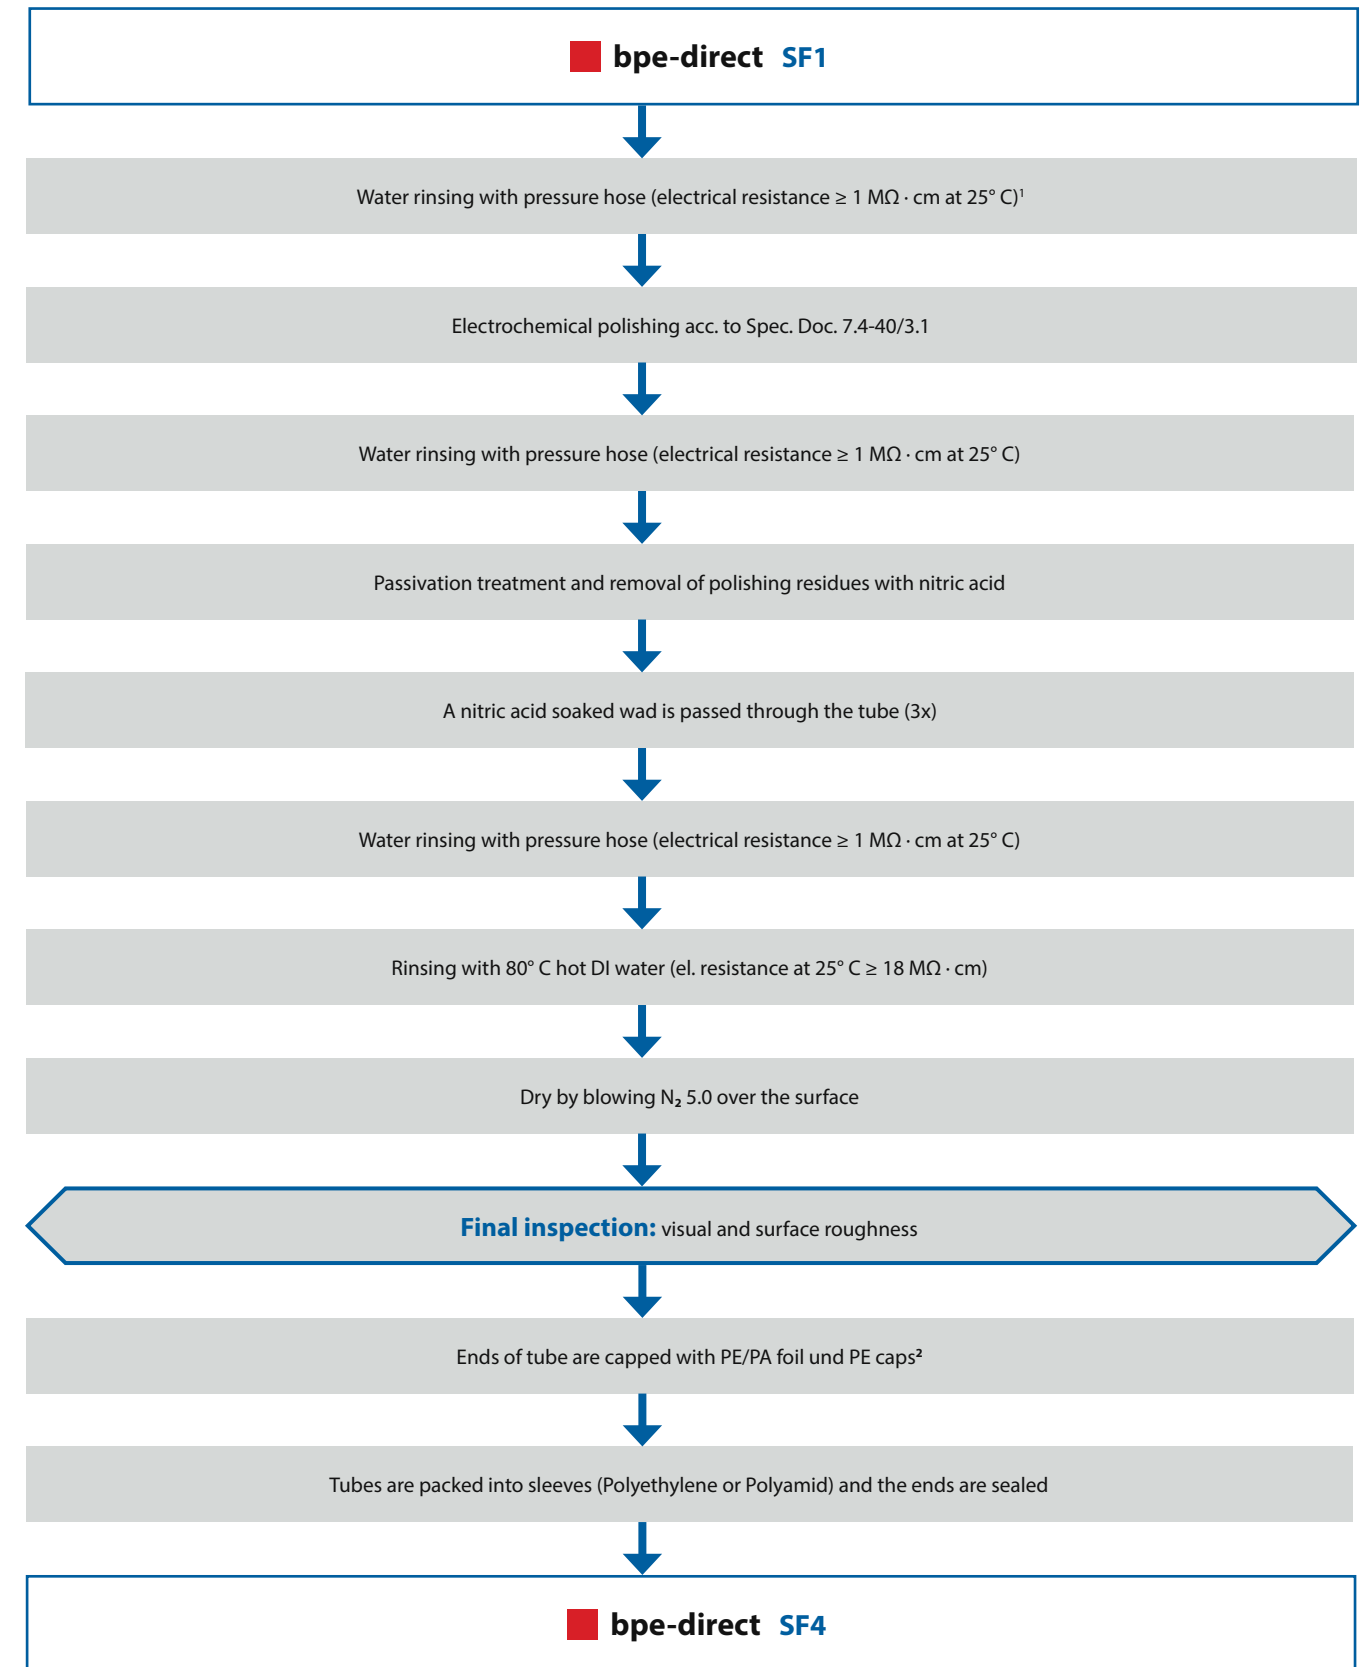 bpe-direct SF1
Water rinsing with pressure hose (electrical resistance ≥ 1 MΩ · cm at 25° C)¹
Electrochemical polishing acc. to Spec. Doc. 7.4-40/3.1
Water rinsing with pressure hose (electrical resistance ≥ 1 MΩ · cm at 25° C)
Passivation treatment and removal of polishing residues with nitric acid
A nitric acid soaked wad is passed through the tube (3x)
Water rinsing with pressure hose (electrical resistance ≥ 1 MΩ · cm at 25° C)
Rinsing with 80° C hot DI water (el. resistance at 25° C ≥ 18 MΩ · cm)
Dry by blowing N₂ 5.0 over the surface
Final inspection: visual and surface roughness
Ends of tube are capped with PE/PA foil und PE caps²
Tubes are packed into sleeves (Polyethylene or Polyamid) and the ends are sealed
bpe-direct SF4